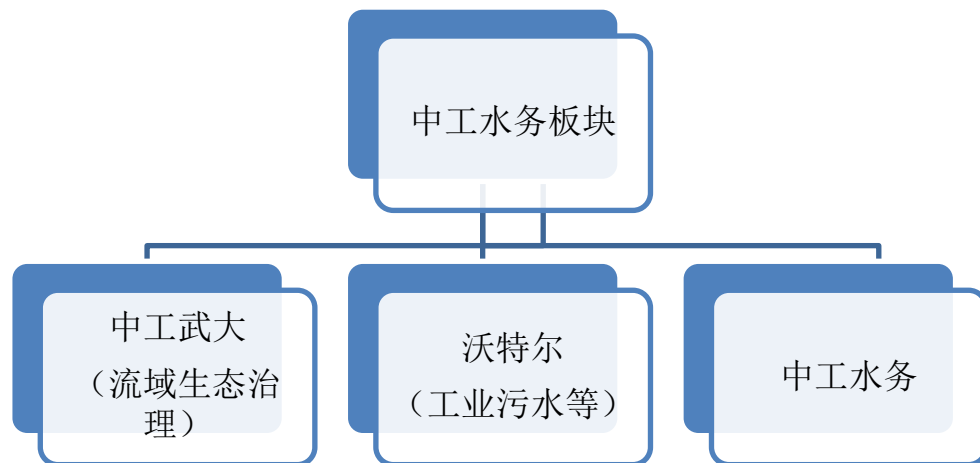 中工水务板块
中工武大
（流域生态治
理）
沃特尔
（工业污水等）
中工水务